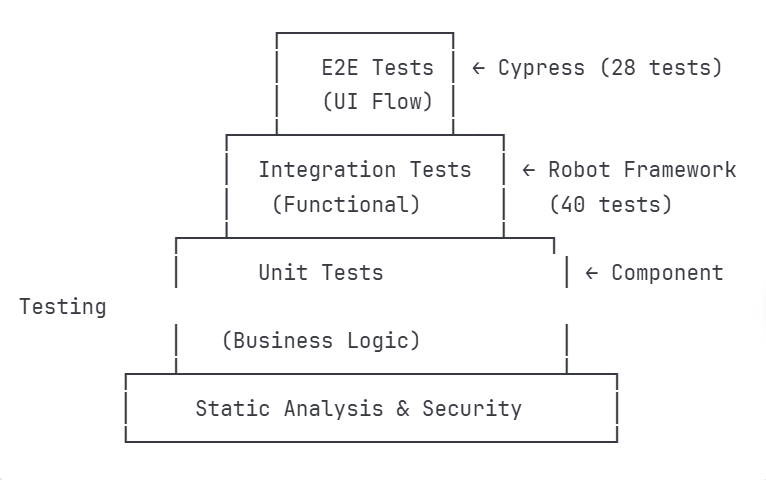 E2E Tests ← Cypress (28 tests)
(UI Flow)
Integration Tests ← Robot Framework
(Functional) (40 tests)
Unit Tests ← Component
Testing
(Business Logic)
Static Analysis & Security